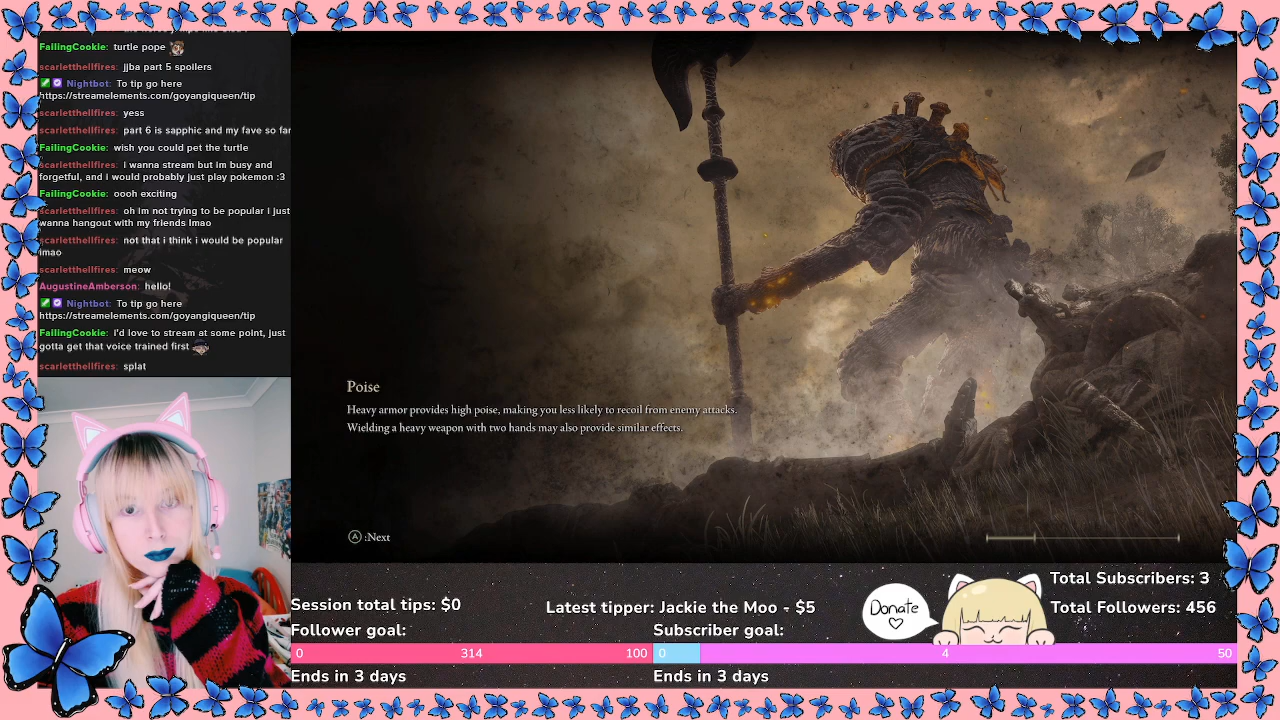 FailingCookie: turtle pope
scarletthellfires: jjba part 5 spoilers
Nightbot: To tip go here
https://streamelements.com/goyangiqueen/tip
scarletthellfires: yess
scarletthellfires: part 6 is sapphic and my fave so far
FailingCookie: wish you could pet the turtle
scarletthellfires: i wanna stream but im busy and
forgetful, and i would probably just play pokemon :3
FailingCookie: oooh exciting
scarletthellfires: oh im not trying to be popular i just
wanna hangout with my friends lmao
scarletthellfires: not that i think i would be popular
lmao
scarletthellfires: meow
AugustineAmberson: hello!
Nightbot: To tip go here
https://streamelements.com/goyangiqueen/tip
FailingCookie: I'd love to stream at some point, just
gotta get that voice trained first
scarletthellfires: splat
Poise
Heavy armor provides high poise, making you less likely to recoil from enemy attacks.
Wielding a heavy weapon with two hands may also provide similar effects.
A :Next
Session total tips: $0
Latest tipper: Jackie the Moo - $5
Donate
Total Subscribers: 3
Total Followers: 456
Follower goal:
Subscriber goal:
0 314 100
0 4 50
Ends in 3 days
Ends in 3 days